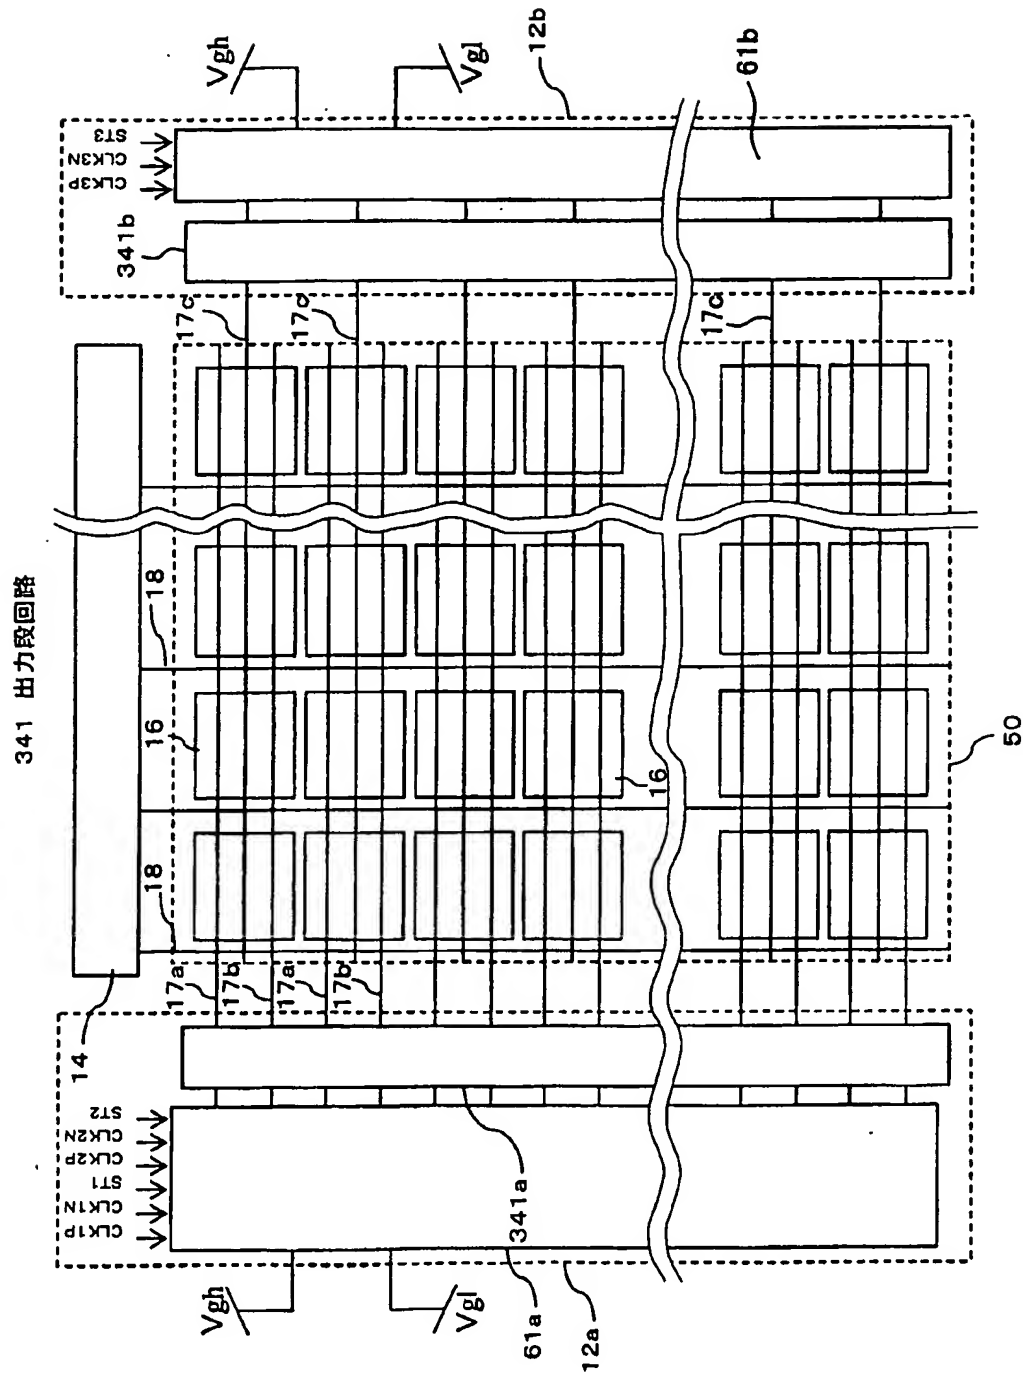 341 出力段回路
14
18
16
18
16
50
17a
17b
17a
17b
17c
17c
17c
Vgh
Vgl
CLK1P
CLK1N
ST1
CLK2P
CLK2N
ST2
341a
61a
12a
341b
CLK3P
CLK3N
ST3
Vgh
Vgl
12b
61b